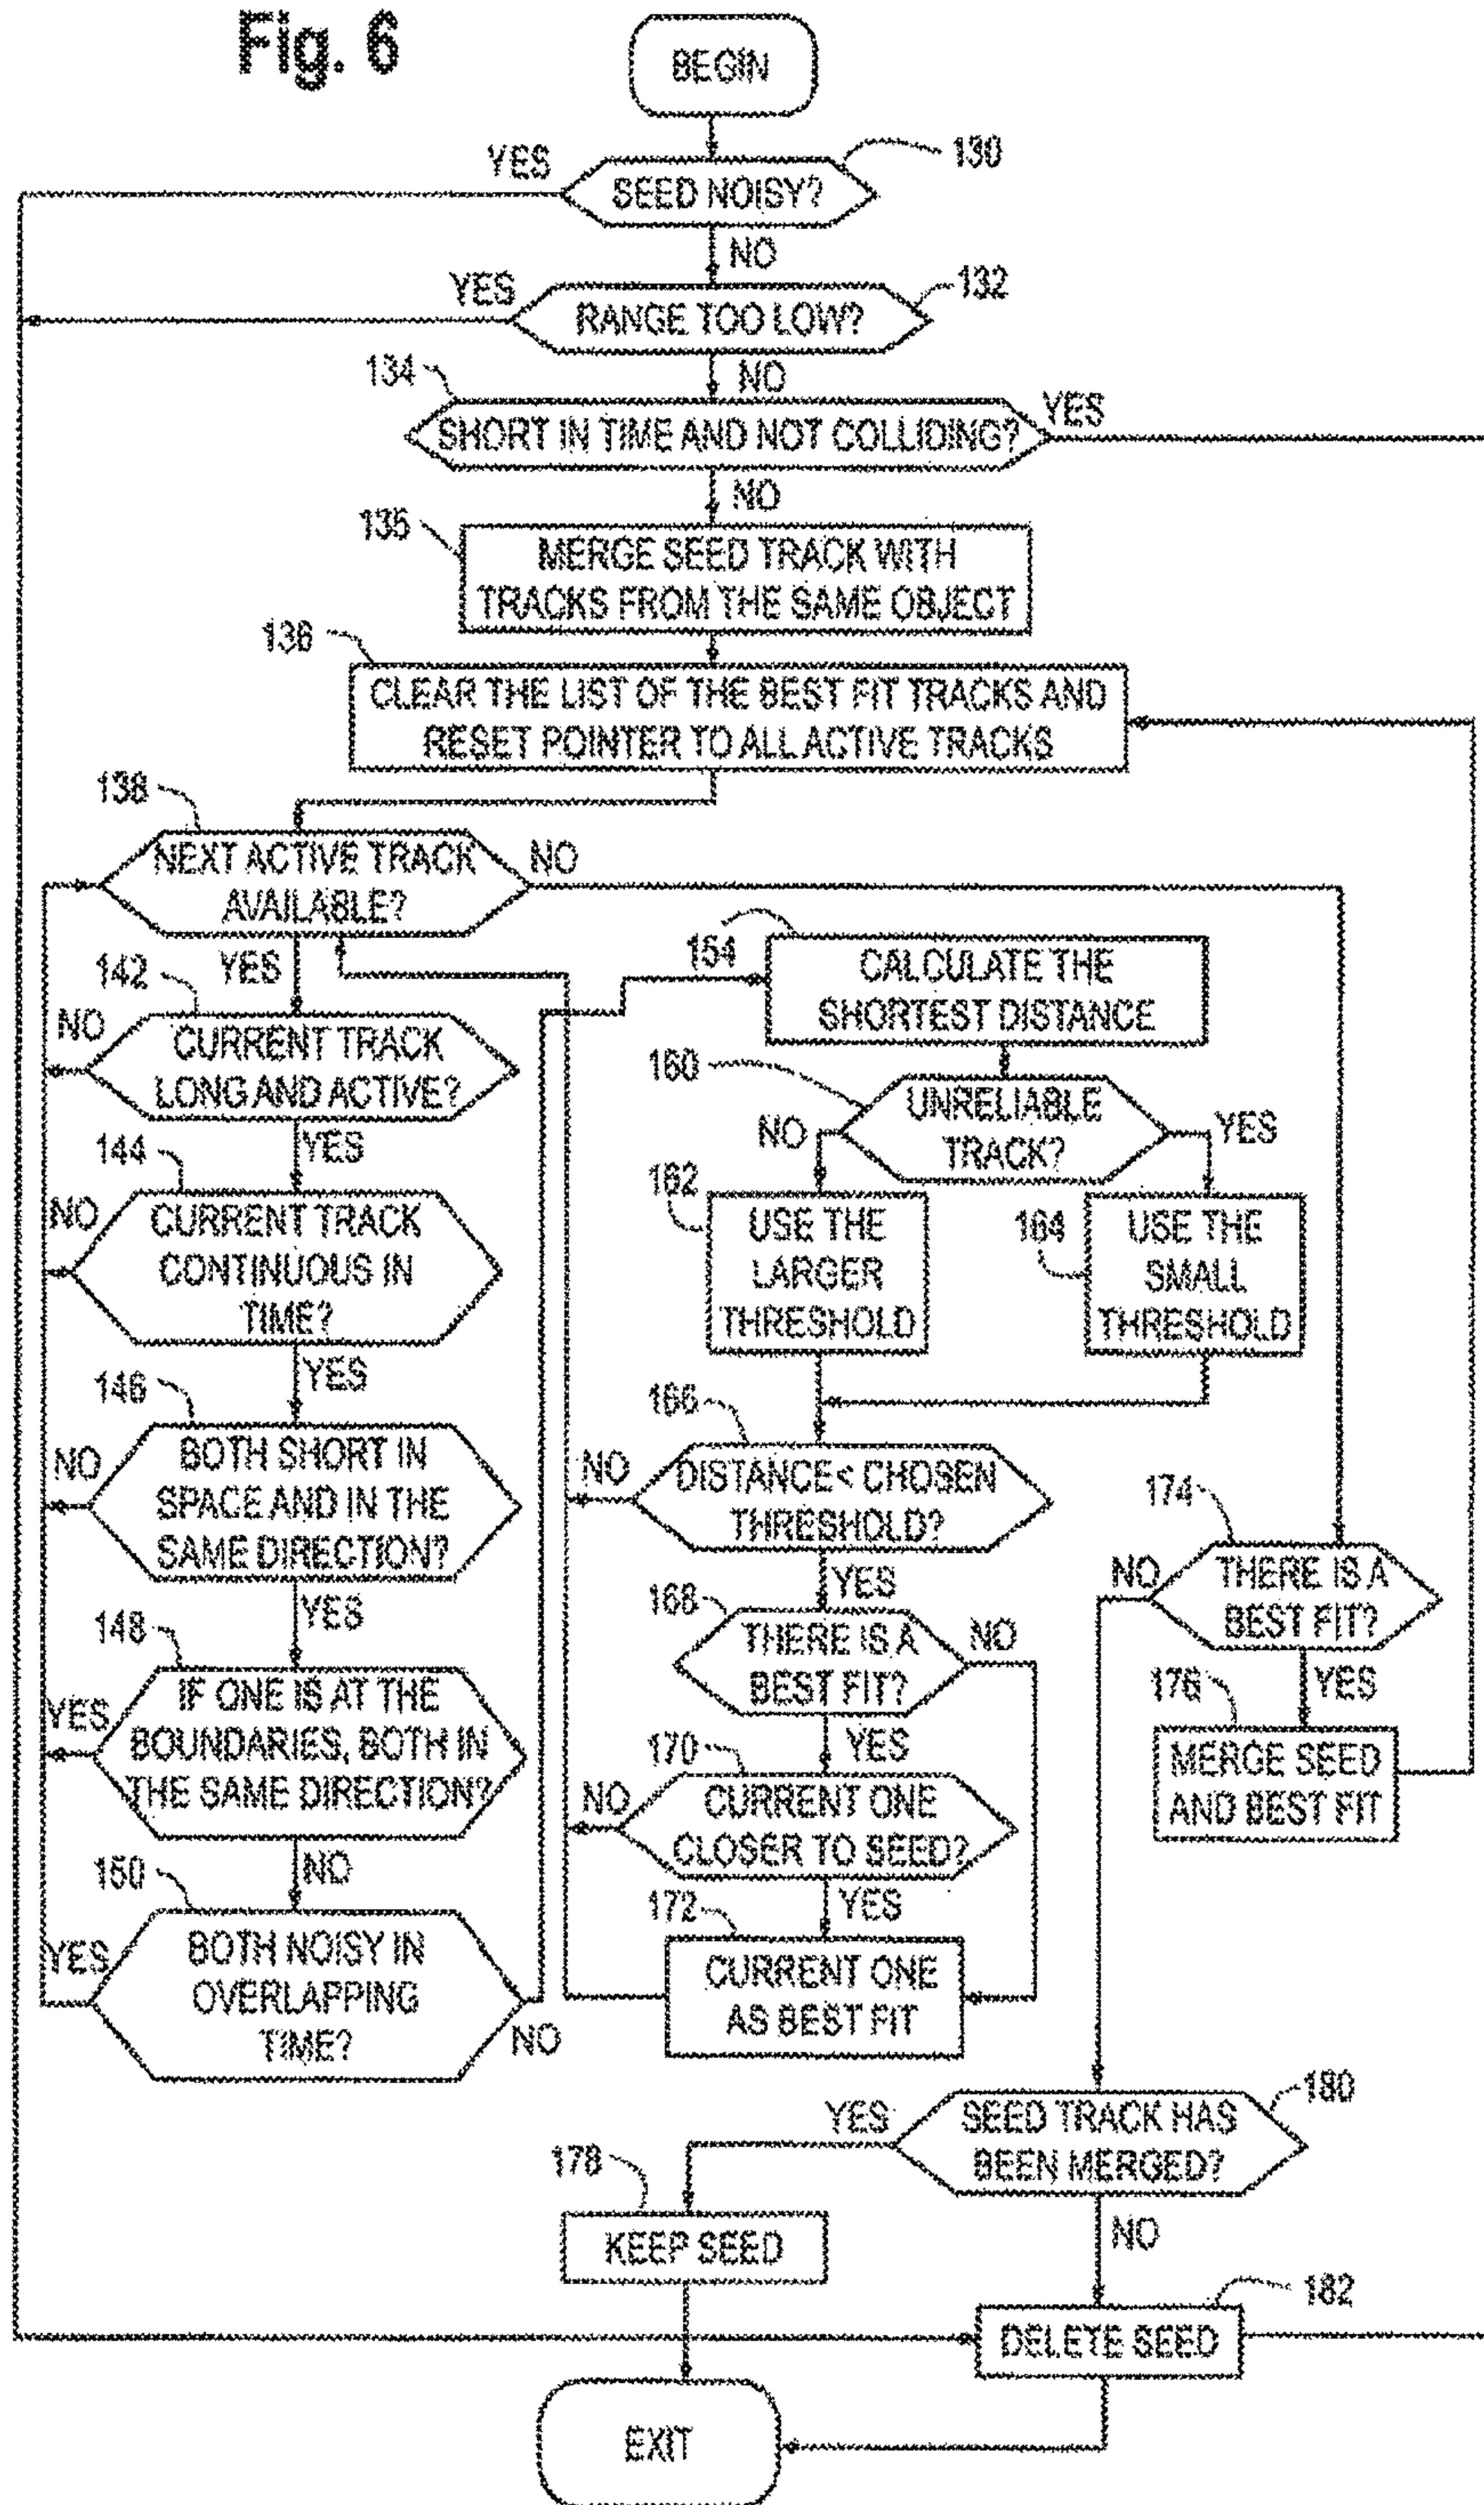 Fig. 6
BEGIN
130
YES
SEED NOISY?
NO
132
YES
RANGE TOO LOW?
134
NO
YES
SHORT IN TIME AND NOT COLLIDING?
NO
135
MERGE SEED TRACK WITH
TRACKS FROM THE SAME OBJECT
136
CLEAR THE LIST OF THE BEST FIT TRACKS AND
RESET POINTER TO ALL ACTIVE TRACKS
138
NEXT ACTIVE TRACK
AVAILABLE?
NO
YES
142
NO
CURRENT TRACK
LONG AND ACTIVE?
YES
144
NO
CURRENT TRACK
CONTINUOUS IN
TIME?
YES
146
NO
BOTH SHORT IN
SPACE AND IN THE
SAME DIRECTION?
YES
148
YES
IF ONE IS AT THE
BOUNDARIES, BOTH IN
THE SAME DIRECTION?
NO
150
YES
BOTH NOISY IN
OVERLAPPING
TIME?
NO
154
CALCULATE THE
SHORTEST DISTANCE
160
NO
UNRELIABLE
TRACK?
YES
162
USE THE
LARGER
THRESHOLD
164
USE THE
SMALL
THRESHOLD
166
NO
DISTANCE< CHOSEN
THRESHOLD?
YES
168
THERE IS A
BEST FIT?
NO
YES
170
NO
CURRENT ONE
CLOSER TO SEED?
YES
172
CURRENT ONE
AS BEST FIT
174
NO
THERE IS A
BEST FIT?
YES
176
MERGE SEED
AND BEST FIT
180
YES
SEED TRACK HAS
BEEN MERGED?
NO
178
KEEP SEED
182
DELETE SEED
EXIT